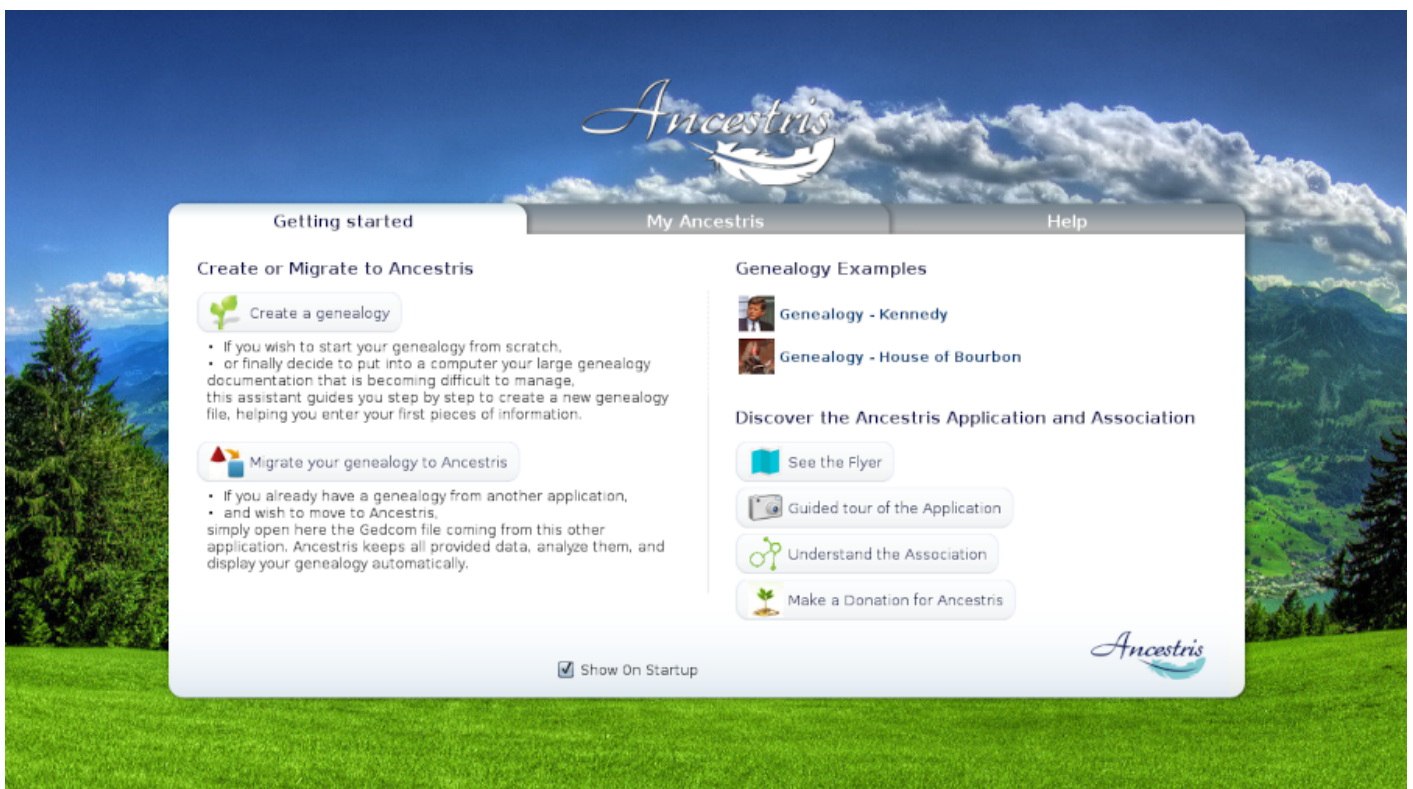 Ancestris
Getting started
My Ancestris
Help
Create or Migrate to Ancestris
Create a genealogy
• If you wish to start your genealogy from scratch,
• or finally decide to put into a computer your large genealogy
documentation that is becoming difficult to manage,
this assistant guides you step by step to create a new genealogy
file, helping you enter your first pieces of information.
Migrate your genealogy to Ancestris
• If you already have a genealogy from another application,
• and wish to move to Ancestris,
simply open here the Gedcom file coming from this other
application. Ancestris keeps all provided data, analyze them, and
display your genealogy automatically.
Genealogy Examples
Genealogy - Kennedy
Genealogy - House of Bourbon
Discover the Ancestris Application and Association
See the Flyer
Guided tour of the Application
Understand the Association
Make a Donation for Ancestris
Ancestris
Show On Startup